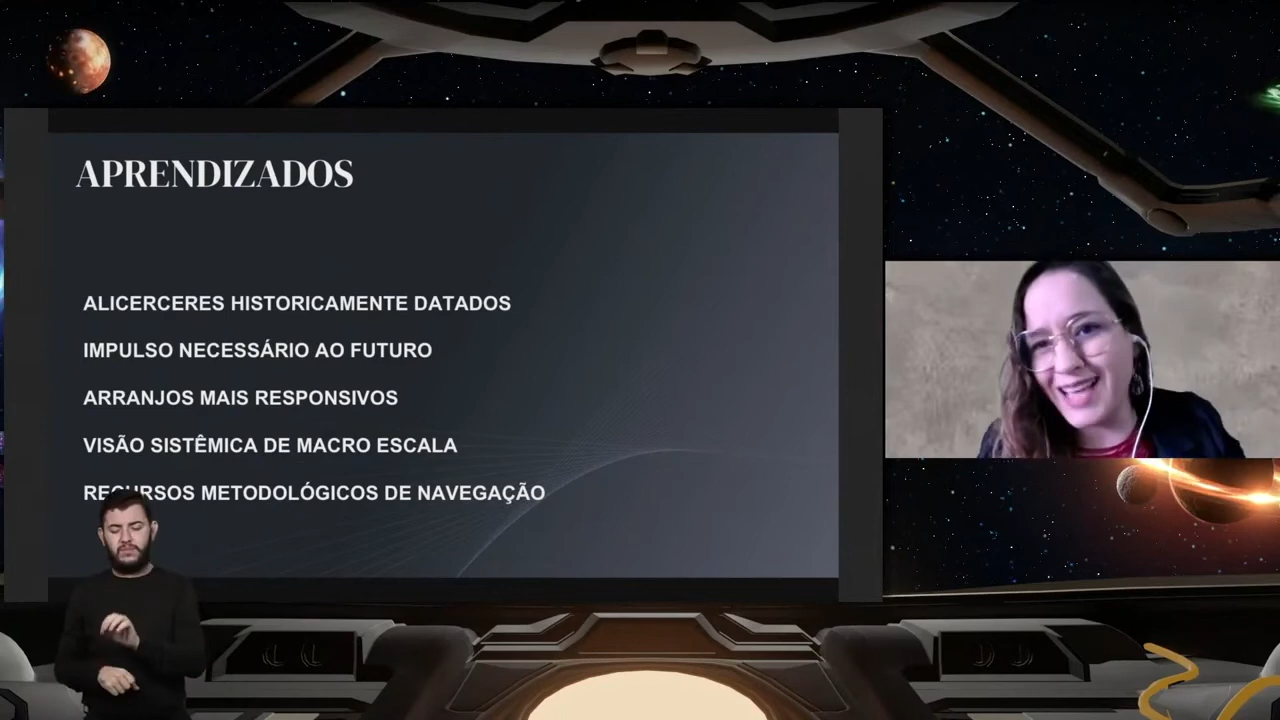 APRENDIZADOS
ALICERCERES HISTORICAMENTE DATADOS
IMPULSO NECESSÁRIO AO FUTURO
ARRANJOS MAIS RESPONSIVOS
VISÃO SISTÊMICA DE MACRO ESCALA
RECURSOS METODOLÓGICOS DE NAVEGAÇÃO